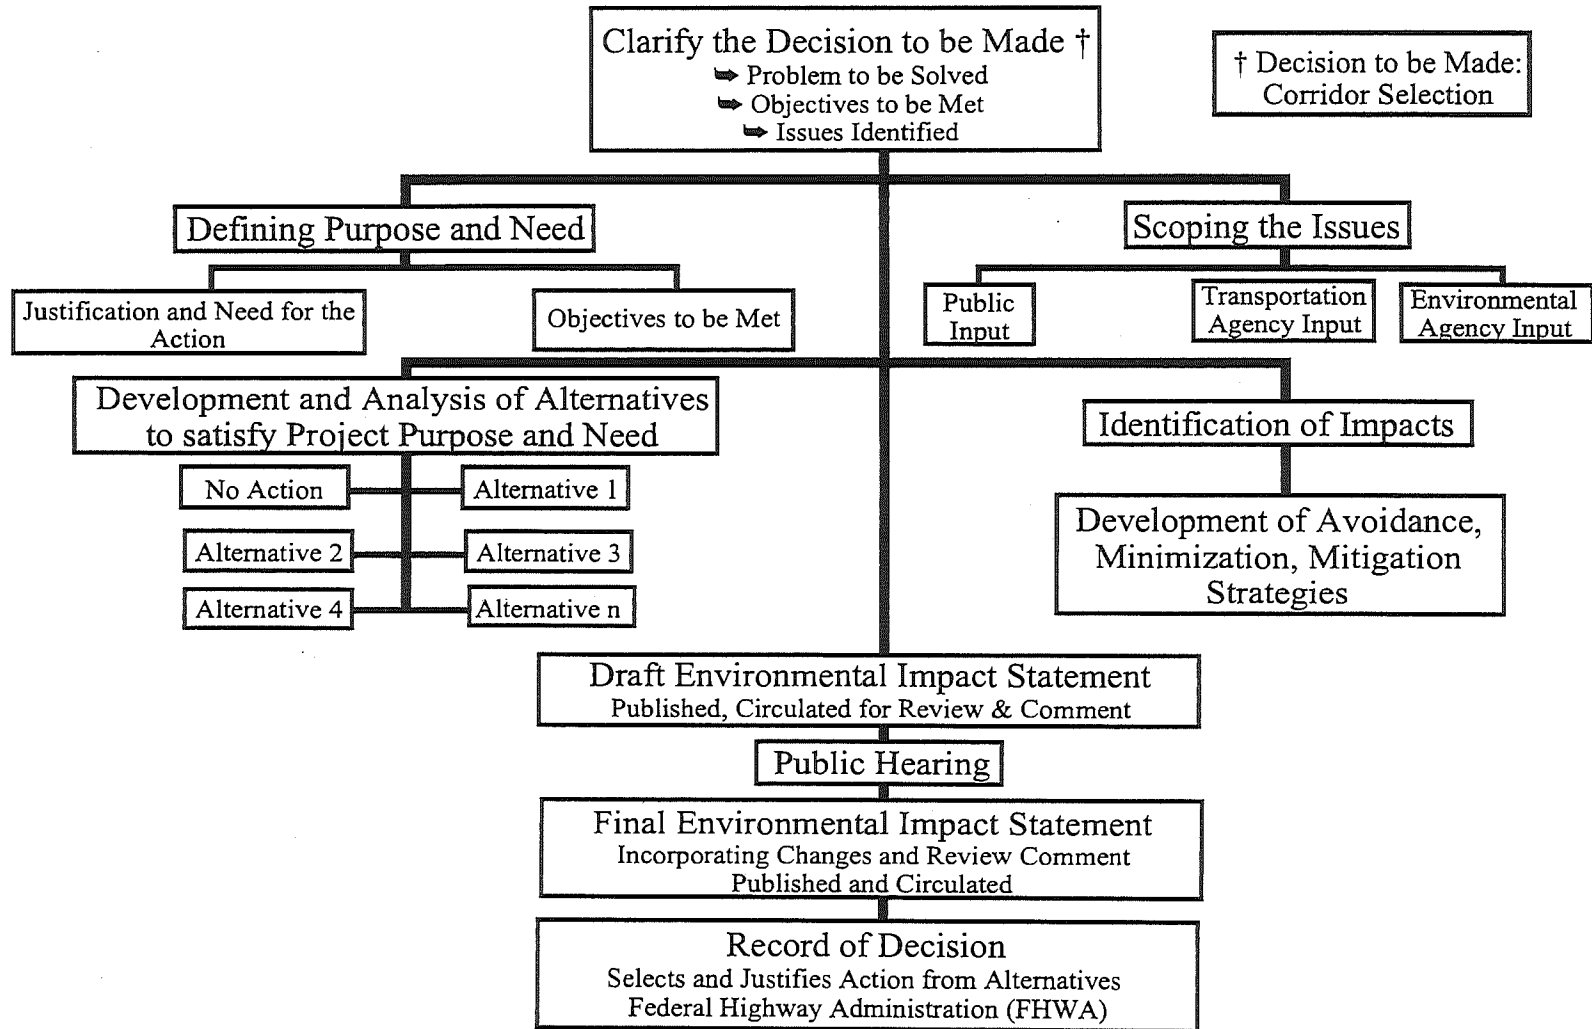 Clarify the Decision to be Made †
➥ Problem to be Solved
➥ Objectives to be Met
➥ Issues Identified
† Decision to be Made:
Corridor Selection
Defining Purpose and Need
Scoping the Issues
Justification and Need for the
Action
Objectives to be Met
Public
Input
Transportation
Agency Input
Environmental
Agency Input
Development and Analysis of Alternatives
to satisfy Project Purpose and Need
Identification of Impacts
No Action
Alternative 1
Alternative 2
Alternative 3
Alternative 4
Alternative n
Development of Avoidance,
Minimization, Mitigation
Strategies
Draft Environmental Impact Statement
Published, Circulated for Review & Comment
Public Hearing
Final Environmental Impact Statement
Incorporating Changes and Review Comment
Published and Circulated
Record of Decision
Selects and Justifies Action from Alternatives
Federal Highway Administration (FHWA)